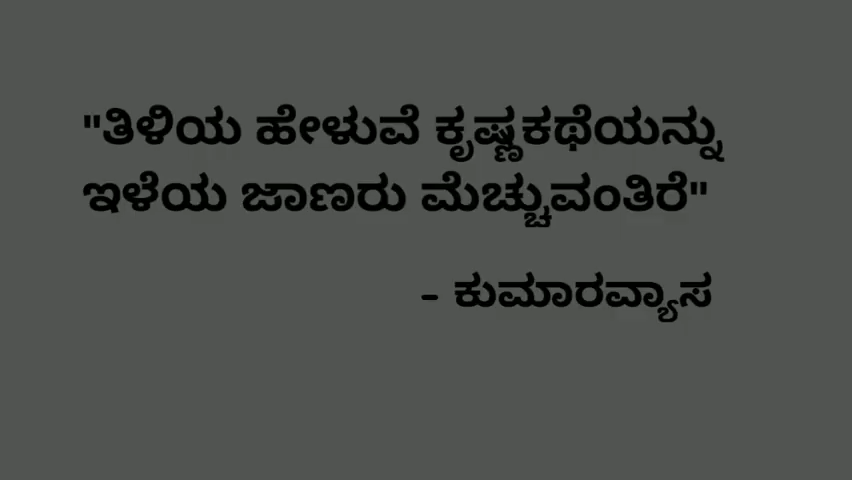 "ತಿಳಿಯ ಹೇಳುವೆ ಕೃಷ್ಣಕಥೆಯನ್ನು
ಇಳೆಯ ಜಾಣರು ಮೆಚ್ಚುವಂತಿರೆ"
- ಕುಮಾರವ್ಯಾಸ